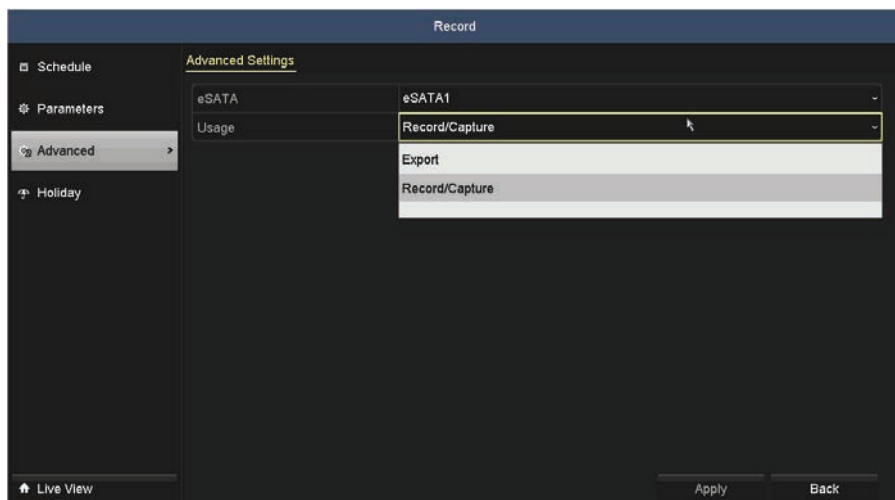 Record
Schedule
Parameters
Advanced
Holiday
Advanced Settings
eSATA eSATA1
Usage Record/Capture
Export
Record/Capture
Live View
Apply Back